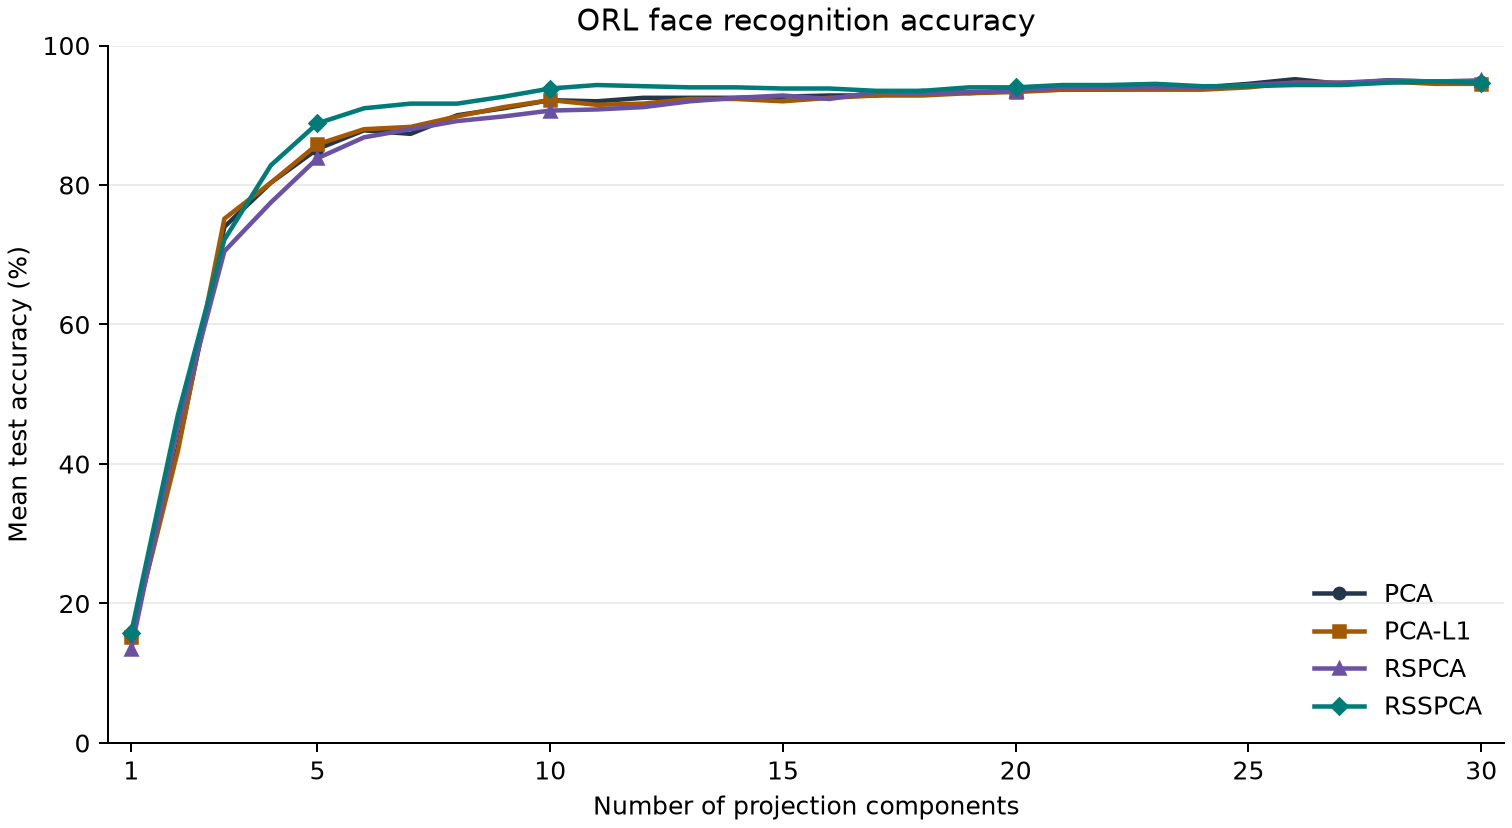 ORL face recognition accuracy
Mean test accuracy (%)
100
80
60
40
20
0
1 5 10 15 20 25 30
Number of projection components
PCA
PCA-L1
RSPCA
RSSPCA